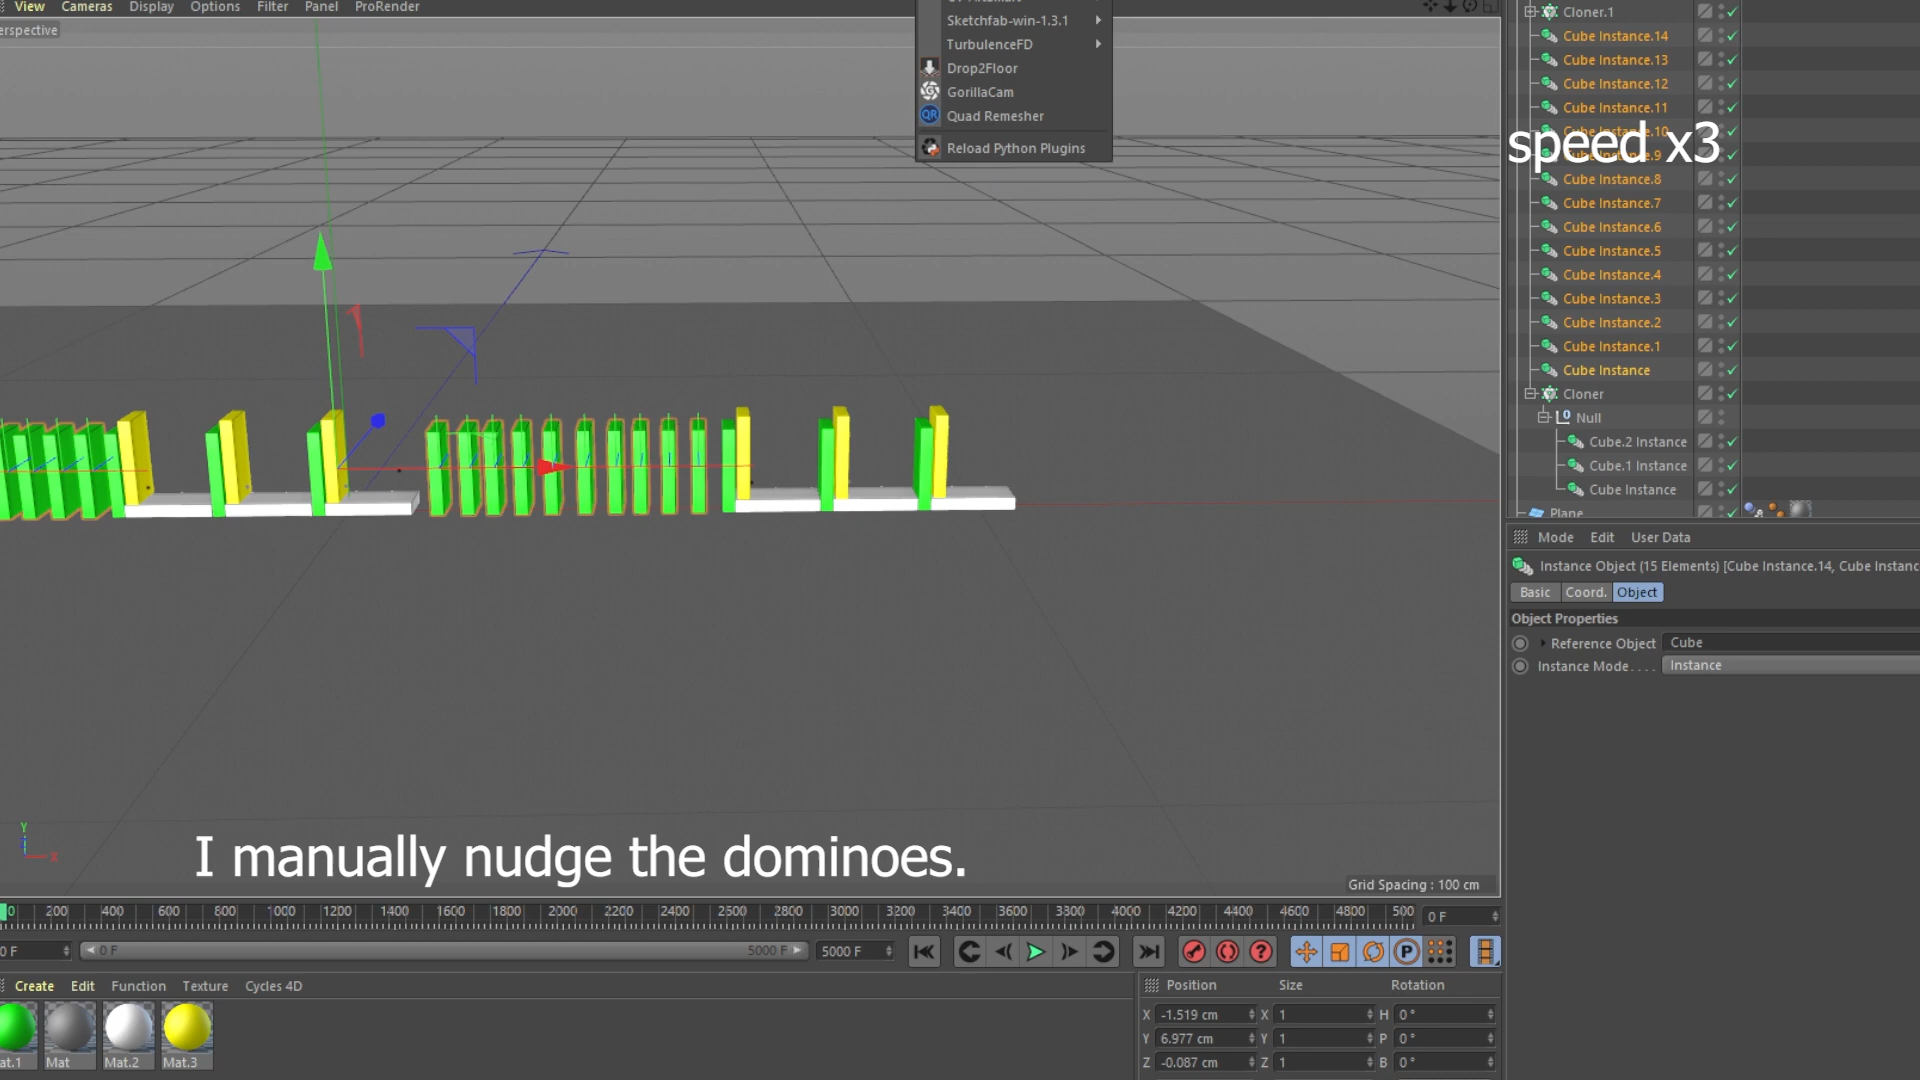 View Cameras Display Options Filter Panel ProRender
erspective
Sketchfab-win-1.3.1
TurbulenceFD
Drop2Floor
GorillaCam
Quad Remesher
Reload Python Plugins
Cloner.1
Cube Instance.14
Cube Instance.13
Cube Instance.12
Cube Instance.11
speed x3
Cube Instance.8
Cube Instance.7
Cube Instance.6
Cube Instance.5
Cube Instance.4
Cube Instance.3
Cube Instance.2
Cube Instance.1
Cube Instance
Cloner
Null
Cube.2 Instance
Cube.1 Instance
Cube Instance
Plane
Mode Edit User Data
Instance Object (15 Elements) [Cube Instance.14, Cube Instanc
Basic Coord. Object
Object Properties
Reference Object Cube
Instance Mode.... Instance
Y
X
I manually nudge the dominoes.
Grid Spacing : 100 cm
0 200 400 600 800 1000 1200 1400 1600 1800 2000 2200 2400 2500 2800 3000 3200 3400 3600 3800 4000 4200 4400 4600 4800 500 0 F
0 F 0 F 5000 F 5000 F
Create Edit Function Texture Cycles 4D
at.1 Mat Mat.2 Mat.3
Position Size Rotation
X -1.519 cm X 1 H 0°
Y 6.977 cm Y 1 P 0°
Z -0.087 cm Z 1 B 0°